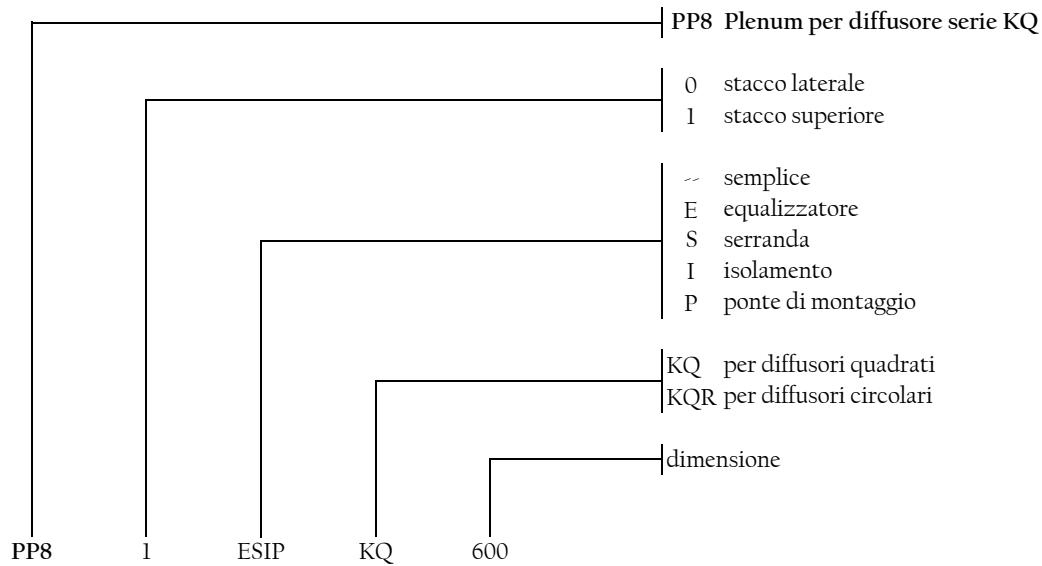 PP8 Plenum per diffusore serie KQ
0 stacco laterale
1 stacco superiore
-- semplice
E equalizzatore
S serranda
I isolamento
P ponte di montaggio
KQ per diffusori quadrati
KQR per diffusori circolari
dimensione
PP8 1 ESIP KQ 600